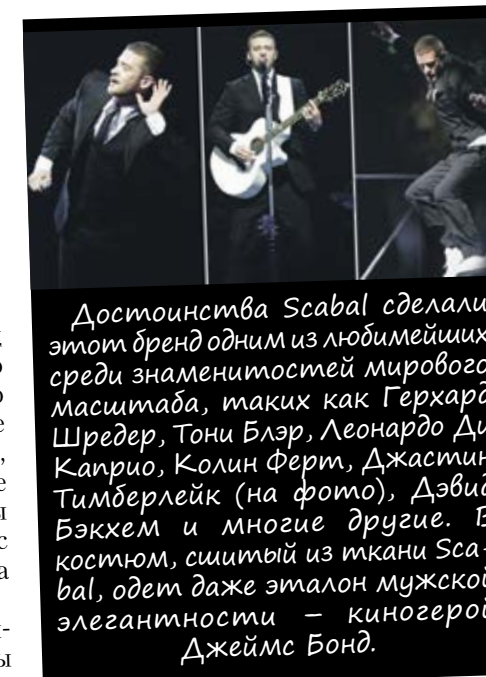 Достоинства Scabal сделали
этот бренд одним из любимейших
среди знаменитостей мирового
масштаба, таких как Герхард
Шредер, Тони Блэр, Леонардо Ди
Каприо, Колин Ферт, Джастин
Тимберлейк (на фото), Дэвид
Бэкхем и многие другие. В
костюм, сшитый из ткани Sca-
bal, одет даже эталон мужской
элегантности – киногерой
Джеймс Бонд.